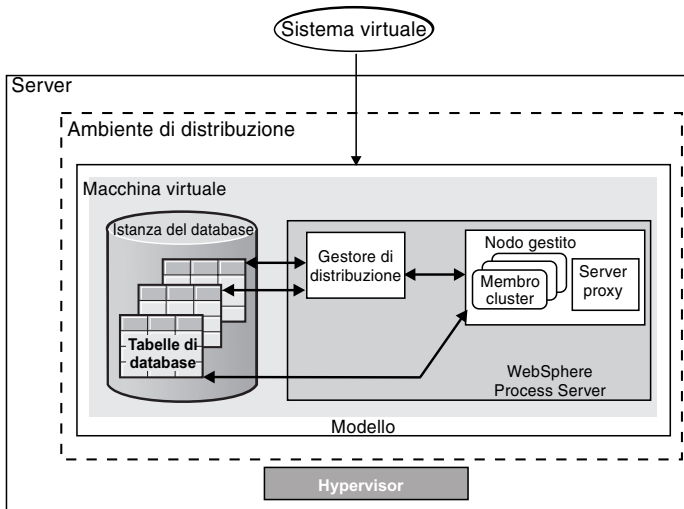 Sistema virtuale
Server
Ambiente di distribuzione
Macchina virtuale
Istanza del database
Tabelle di
database
Gestore di
distribuzione
Nodo gestito
Membro
cluster
Server
proxy
WebSphere
Process Server
Modello
Hypervisor